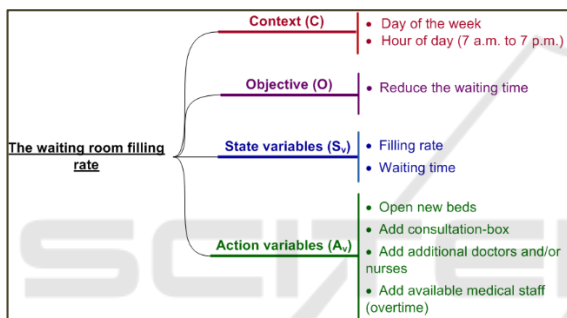 The waiting room filling
rate
Context (C)
• Day of the week
• Hour of day (7 a.m. to 7 p.m.)
Objective (O)
• Reduce the waiting time
State variables (Sᵥ)
• Filling rate
• Waiting time
Action variables (Aᵥ)
• Open new beds
• Add consultation-box
• Add additional doctors and/or
nurses
• Add available medical staff
(overtime)
SCITE